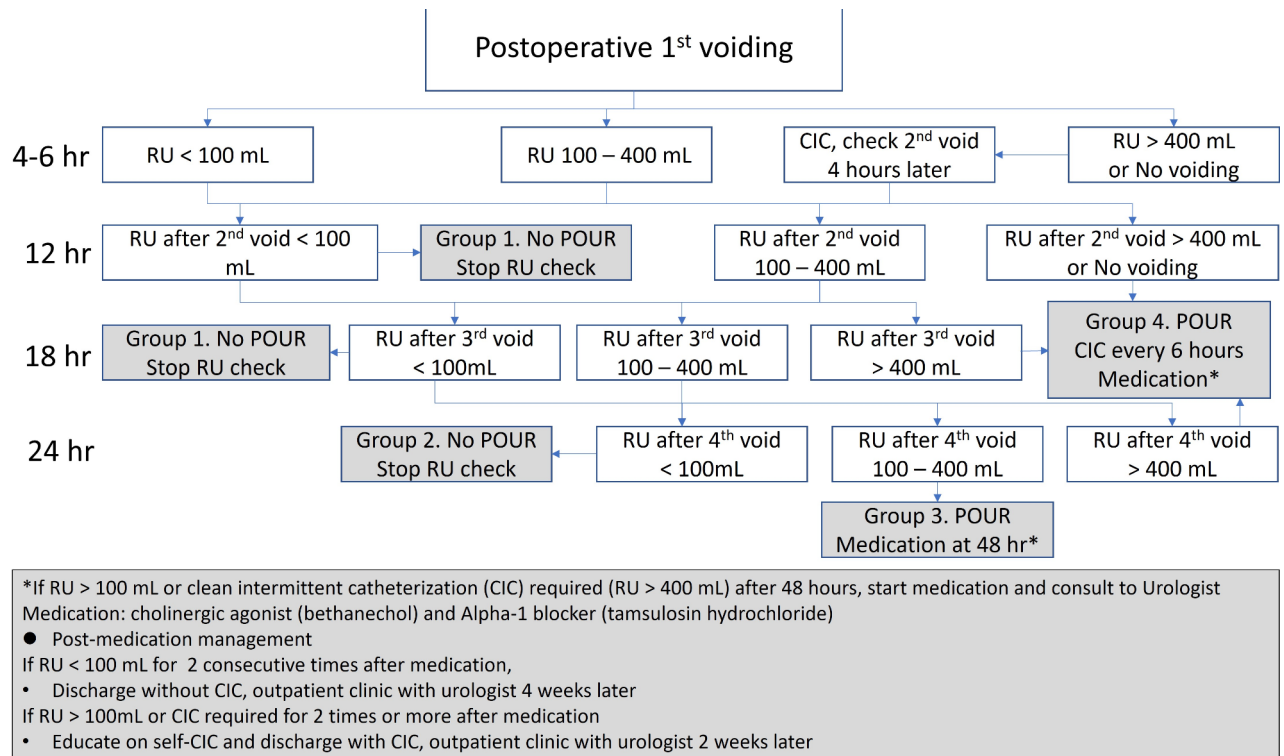 Postoperative 1st voiding
4-6 hr
RU < 100 mL
RU 100 – 400 mL
CIC, check 2nd void
4 hours later
RU > 400 mL
or No voiding
12 hr
RU after 2nd void < 100
mL
Group 1. No POUR
Stop RU check
RU after 2nd
100 – 400 mL
RU after 2nd void > 400 mL
or No voiding
18 hr
Group 1. No POUR
Stop RU check
RU after 3rd void
< 100mL
RU after 3rd
100 – 400 mL
RU after 3rd void
> 400 mL
Group 4. POUR
CIC every 6 hours
Medication*
24 hr
Group 2. No POUR
Stop RU check
RU after 4th void
< 100mL
RU after 4th void
100 – 400 mL
RU after 4th void
> 400 mL
Group 3. POUR
Medication at 48 hr*
*If RU > 100 mL or clean intermittent catheterization (CIC) required (RU > 400 mL) after 48 hours, start medication and consult to Urologist
Medication: cholinergic agonist (bethanechol) and Alpha-1 blocker (tamsulosin hydrochloride)
● Post-medication management
If RU < 100 mL for 2 consecutive times after medication,
• Discharge without CIC, outpatient clinic with urologist 4 weeks later
If RU > 100mL or CIC required for 2 times or more after medication
• Educate on self-CIC and discharge with CIC, outpatient clinic with urologist 2 weeks later